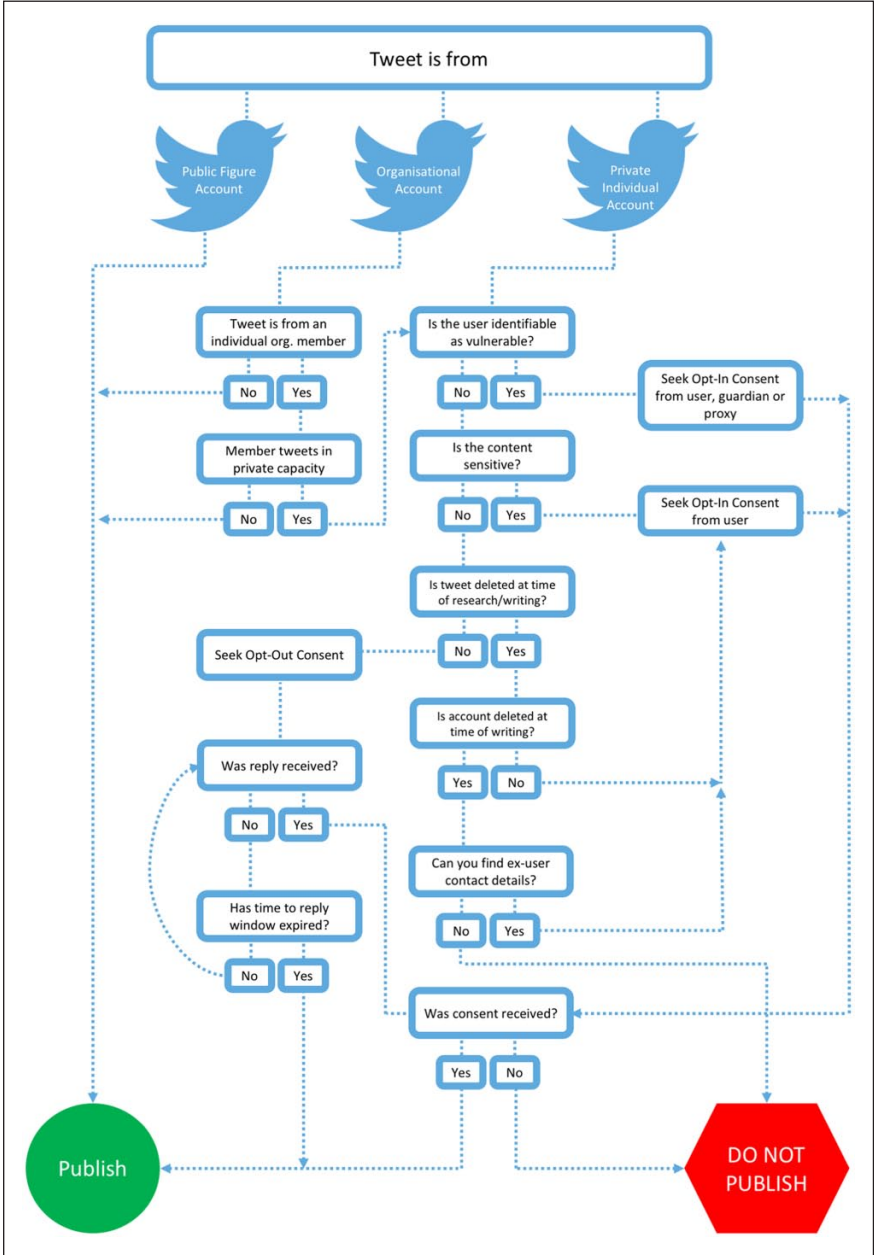 Tweet is from
Public Figure
Account
Organisational
Account
Private
Individual
Account
Tweet is from an
individual org. member
No
Yes
Is the user identifiable
as vulnerable?
No
Yes
Seek Opt-In Consent
from user, guardian or
proxy
Member tweets in
private capacity
No
Yes
Is the content
sensitive?
No
Yes
Seek Opt-In Consent
from user
Is tweet deleted at time
of research/writing?
No
Yes
Seek Opt-Out Consent
Is account deleted at
time of writing?
Yes
No
Was reply received?
No
Yes
Can you find ex-user
contact details?
No
Yes
Has time to reply
window expired?
No
Yes
Was consent received?
Yes
No
Publish
DO NOT
PUBLISH